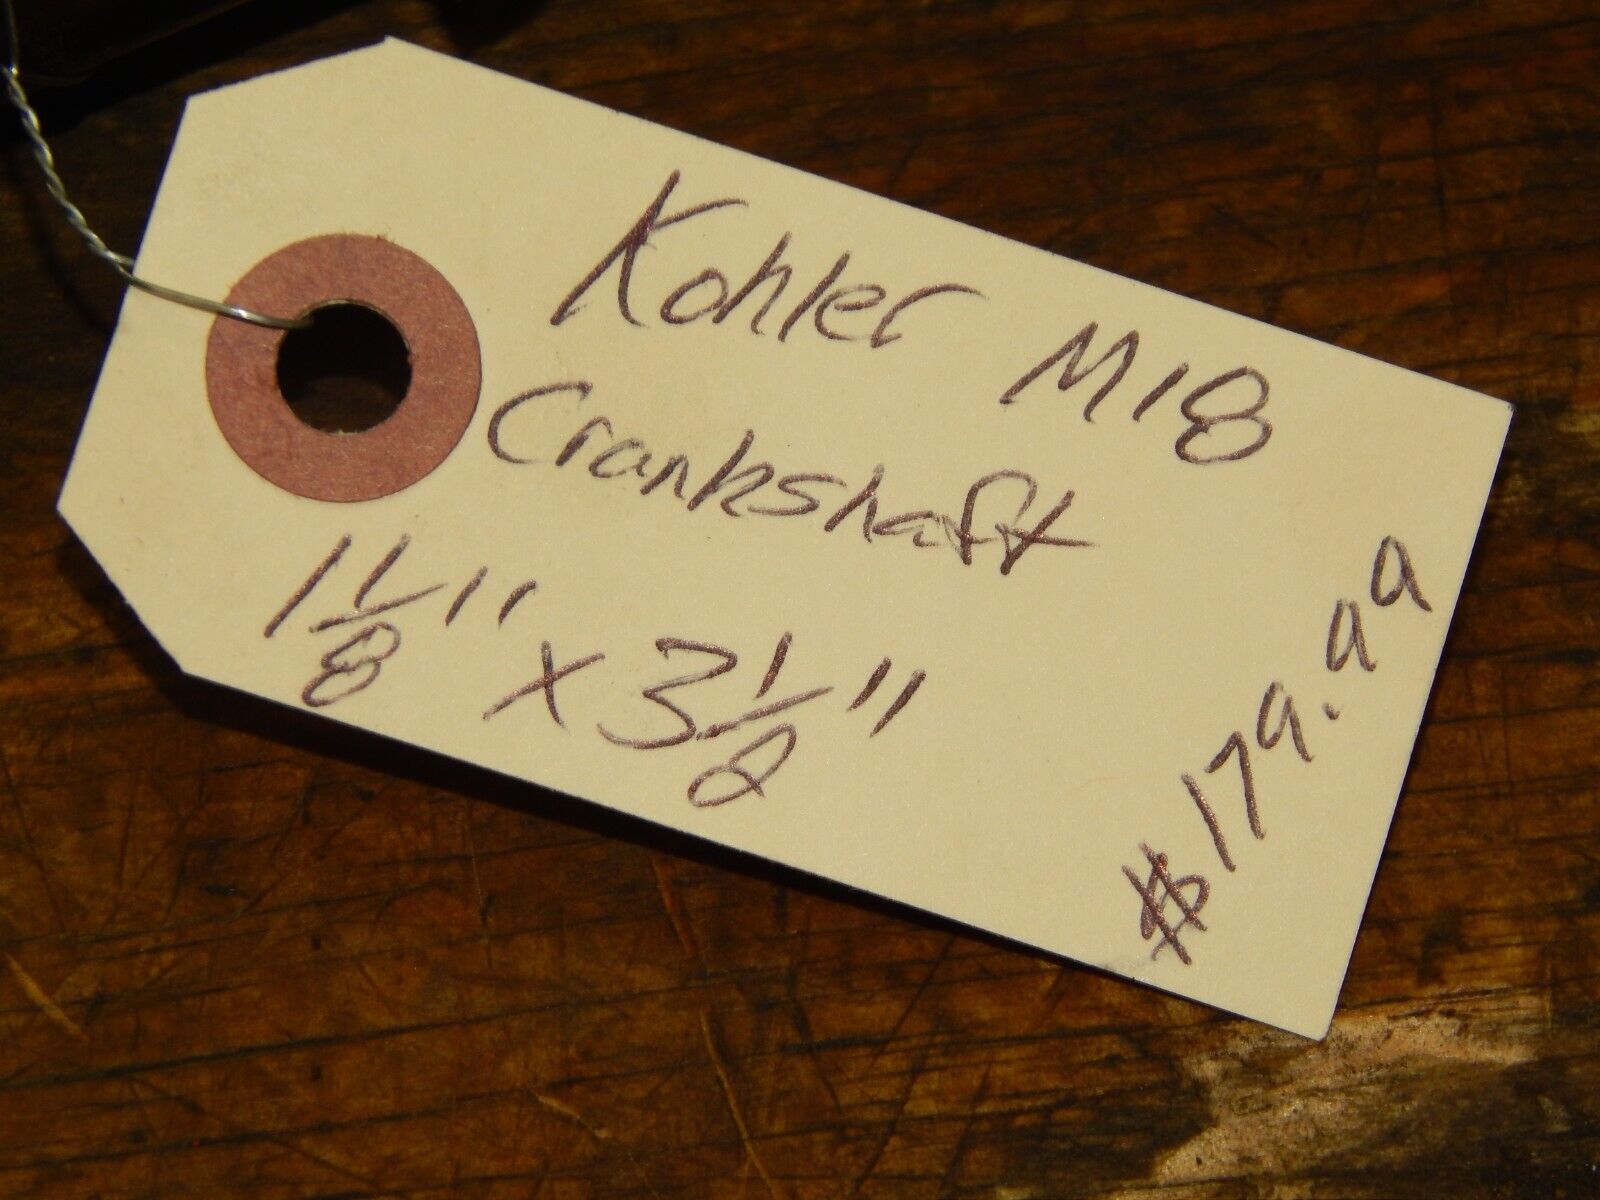 Kohler M18
Crankshaft
1 1/8" x 3 1/2"
$179.99